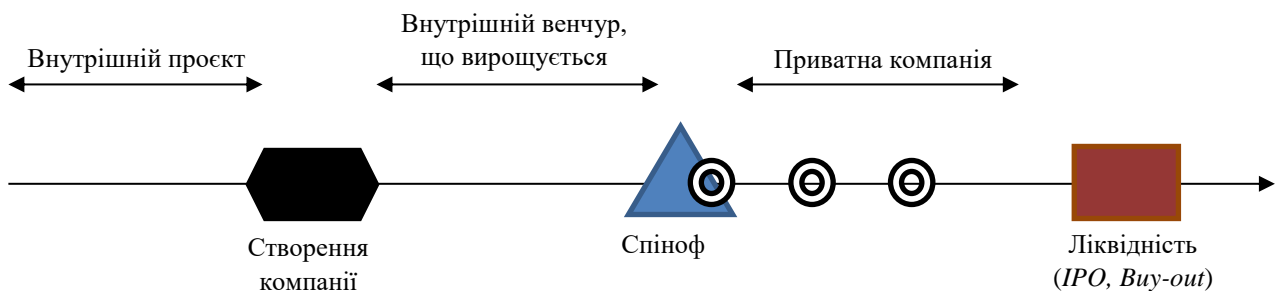 Внутрішній проєкт
Внутрішній венчур,
що вирощується
Приватна компанія
Створення
компанії
Спіноф
Ліквідність
(IPO, Buy-out)